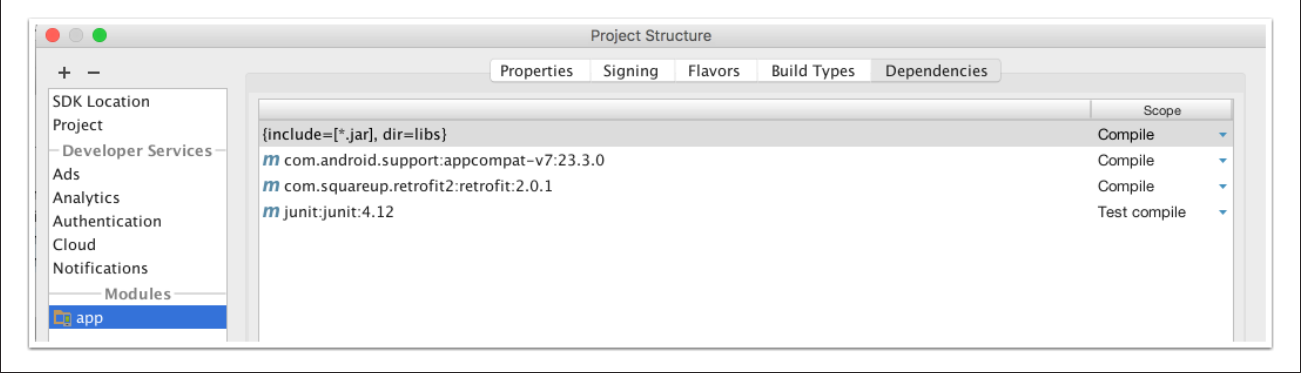 Project Structure
+ −
Properties Signing Flavors Build Types Dependencies
SDK Location
Project
Developer Services
Ads
Analytics
Authentication
Cloud
Notifications
Modules
app
Scope
{include=[*.jar], dir=libs} Compile
m com.android.support:appcompat-v7:23.3.0 Compile
m com.squareup.retrofit2:retrofit:2.0.1 Compile
m junit:junit:4.12 Test compile